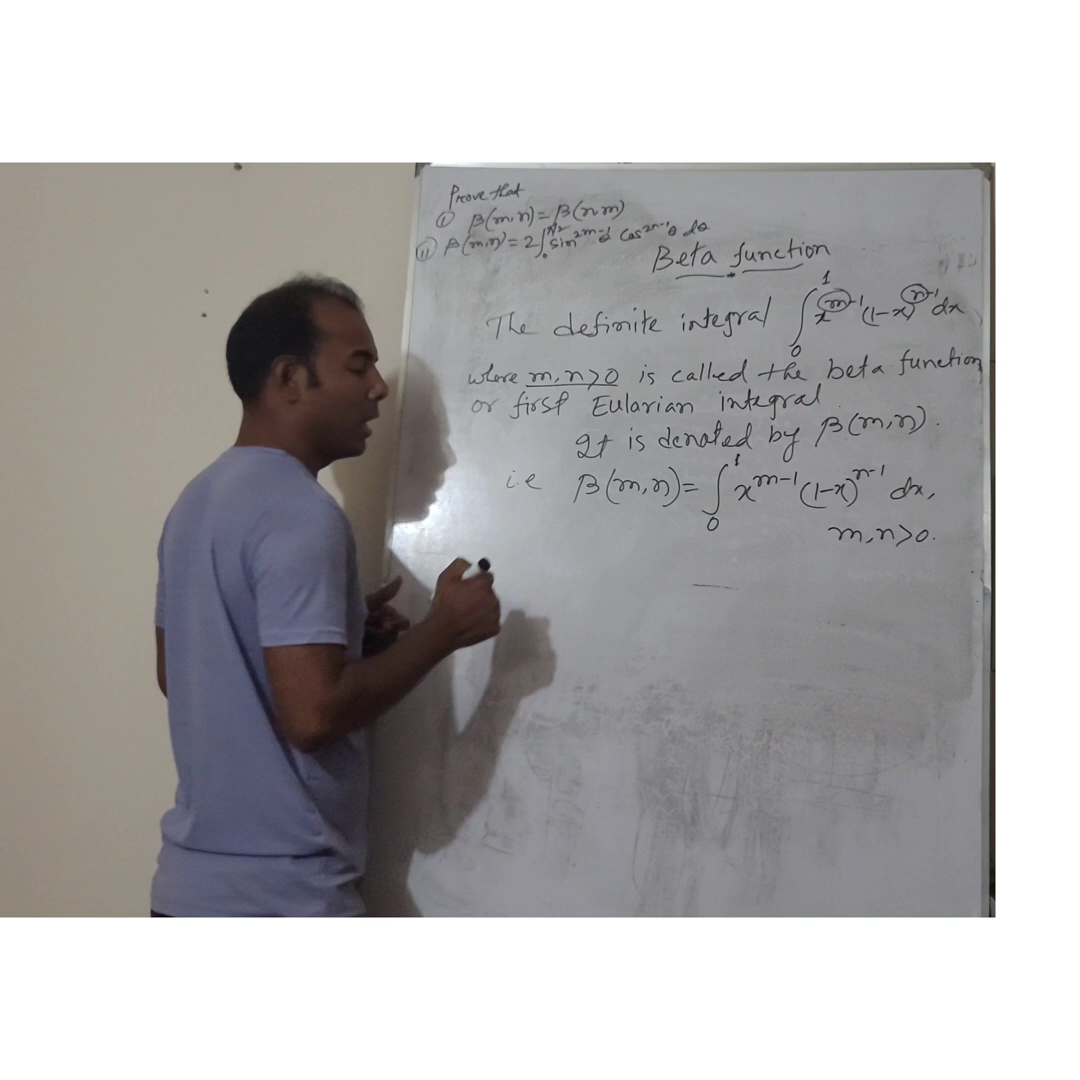 Prove that
(i) β(m,n) = β(n,m)
(ii) β(m,n) = 2∫₀^π/2 sin^2m-1 θ cos^2n-1 θ dθ
Beta function
The definite integral ∫₀¹ x^m-1 (1-x)^n-1 dx
where m,n>0 is called the beta function
or first Eularian integral.
It is denoted by β(m,n).
i.e β(m,n) = ∫₀¹ x^m-1 (1-x)^n-1 dx,
m,n>0.